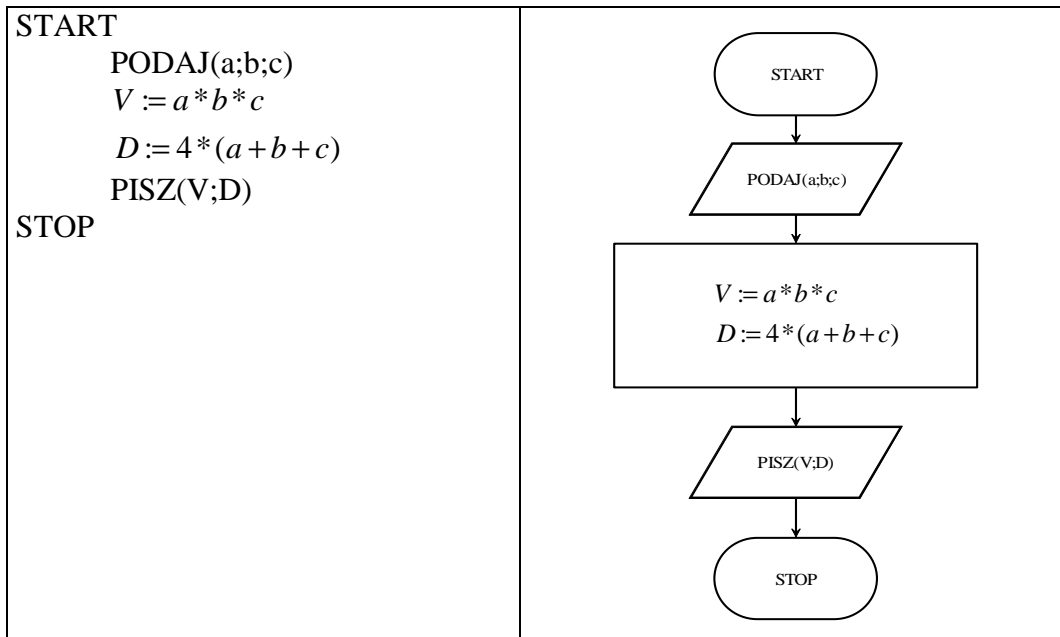 START
PODAJ(a;b;c)
V := a*b*c
D := 4*(a+b+c)
PISZ(V;D)
STOP
START
PODAJ(a;b;c)
V := a*b*c
D := 4*(a+b+c)
PISZ(V;D)
STOP